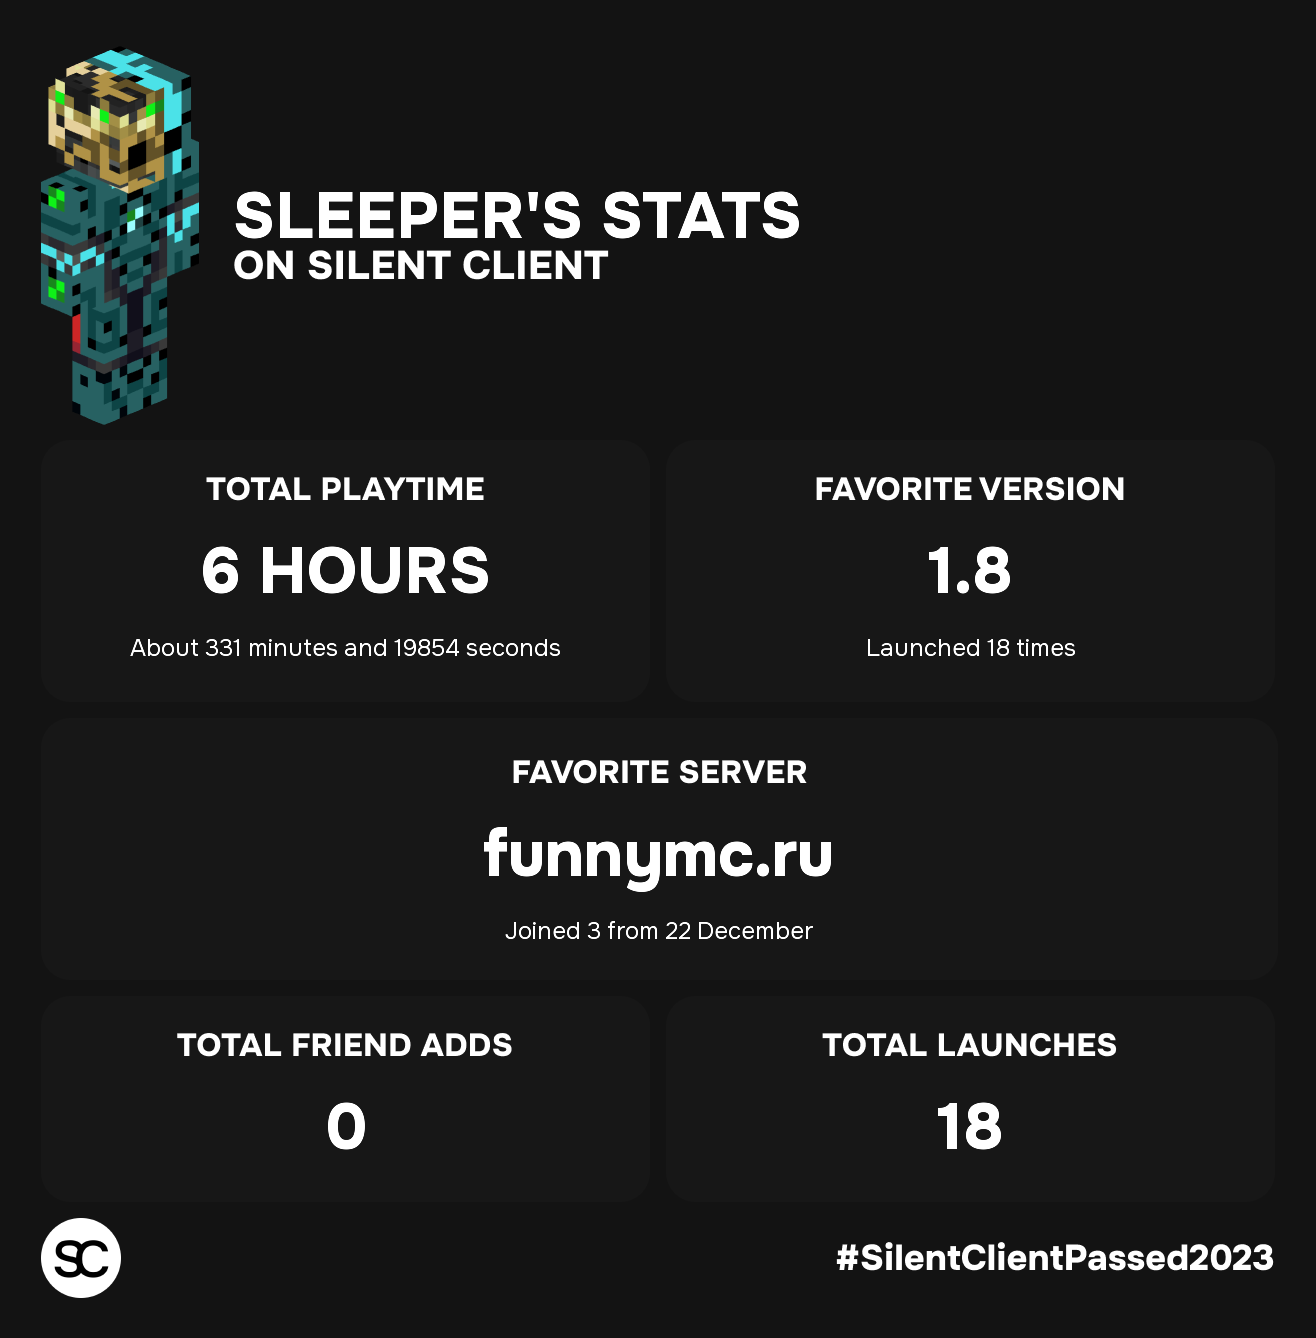 SLEEPER'S STATS
ON SILENT CLIENT
TOTAL PLAYTIME
6 HOURS
About 331 minutes and 19854 seconds
FAVORITE VERSION
1.8
Launched 18 times
FAVORITE SERVER
funnymc.ru
Joined 3 from 22 December
TOTAL FRIEND ADDS
0
TOTAL LAUNCHES
18
SC
#SilentClientPassed2023